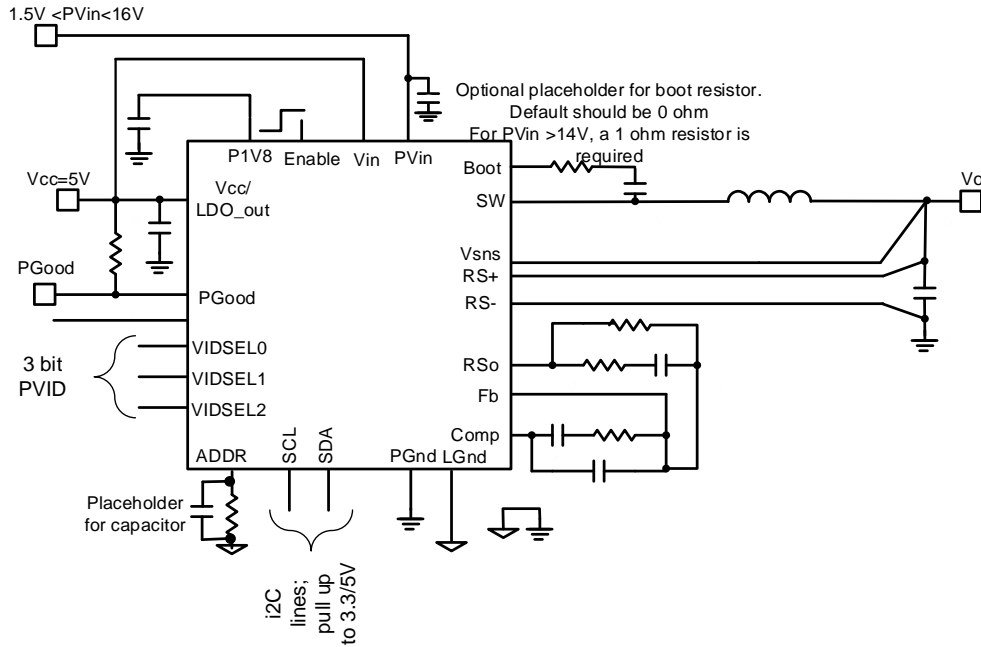 1.5V <PVin<16V
Optional placeholder for boot resistor.
Default should be 0 ohm
For PVin >14V, a 1 ohm resistor is
required
P1V8
Enable
Vin
PVin
Boot
Vcc=5V
Vcc/
LDO_out
SW
Vo
Vsns
RS+
PGood
PGood
RS-
3 bit
PVID
VIDSEL0
VIDSEL1
VIDSEL2
RSo
Fb
Comp
ADDR
SCL
SDA
PGnd
LGnd
Placeholder
for capacitor
i2C
lines;
pull up
to 3.3/5V